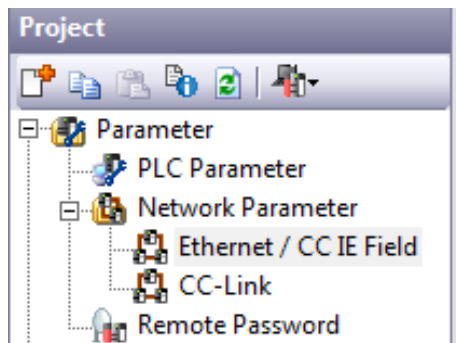 Project
Parameter
PLC Parameter
Network Parameter
Ethernet / CC IE Field
CC-Link
Remote Password